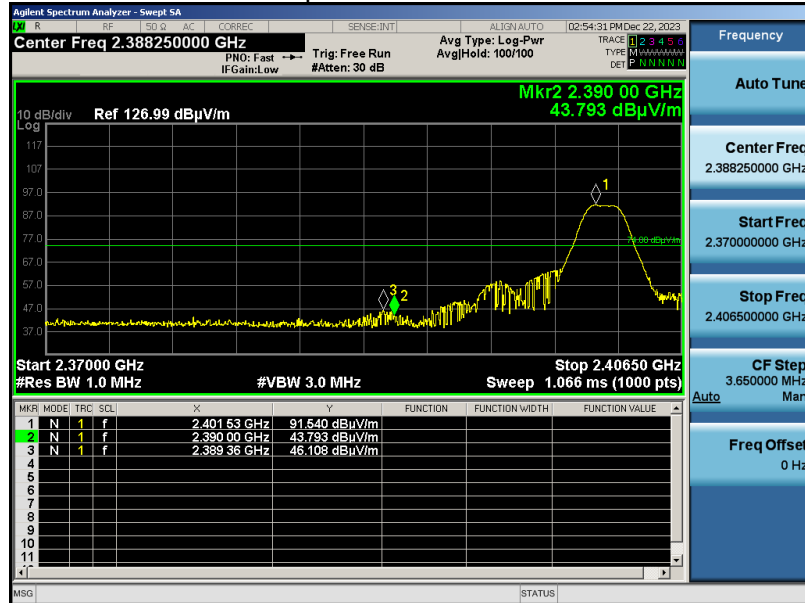 Agilent Spectrum Analyzer - Swept SA
LXI R RF 50 Ω AC CORREC SENSE:INT ALIGN AUTO 02:54:31 PM Dec 22, 2023
Center Freq 2.388250000 GHz
PNO: Fast
IFGain:Low
Trig: Free Run
#Atten: 30 dB
Avg Type: Log-Pwr
Avg|Hold: 100/100
TRACE 1 2 3 4 5 6
TYPE M
DET P N N N N N
Mkr2 2.390 00 GHz
43.793 dBµV/m
10 dB/div Ref 126.99 dBµV/m
Log
117
107
97.0
87.0
77.0
67.0
57.0
47.0
37.0
1
74.00 dBµV/m
3
2
Start 2.37000 GHz Stop 2.40650 GHz
#Res BW 1.0 MHz #VBW 3.0 MHz Sweep 1.066 ms (1000 pts)
MKR MODE TRC SCL X Y FUNCTION FUNCTION WIDTH FUNCTION VALUE
1 N 1 f 2.401 53 GHz 91.540 dBµV/m
2 N 1 f 2.390 00 GHz 43.793 dBµV/m
3 N 1 f 2.389 36 GHz 46.108 dBµV/m
4
5
6
7
8
9
10
11
MSG STATUS
Frequency
Auto Tune
Center Freq
2.388250000 GHz
Start Freq
2.370000000 GHz
Stop Freq
2.406500000 GHz
CF Step
3.650000 MHz
Auto Man
Freq Offset
0 Hz